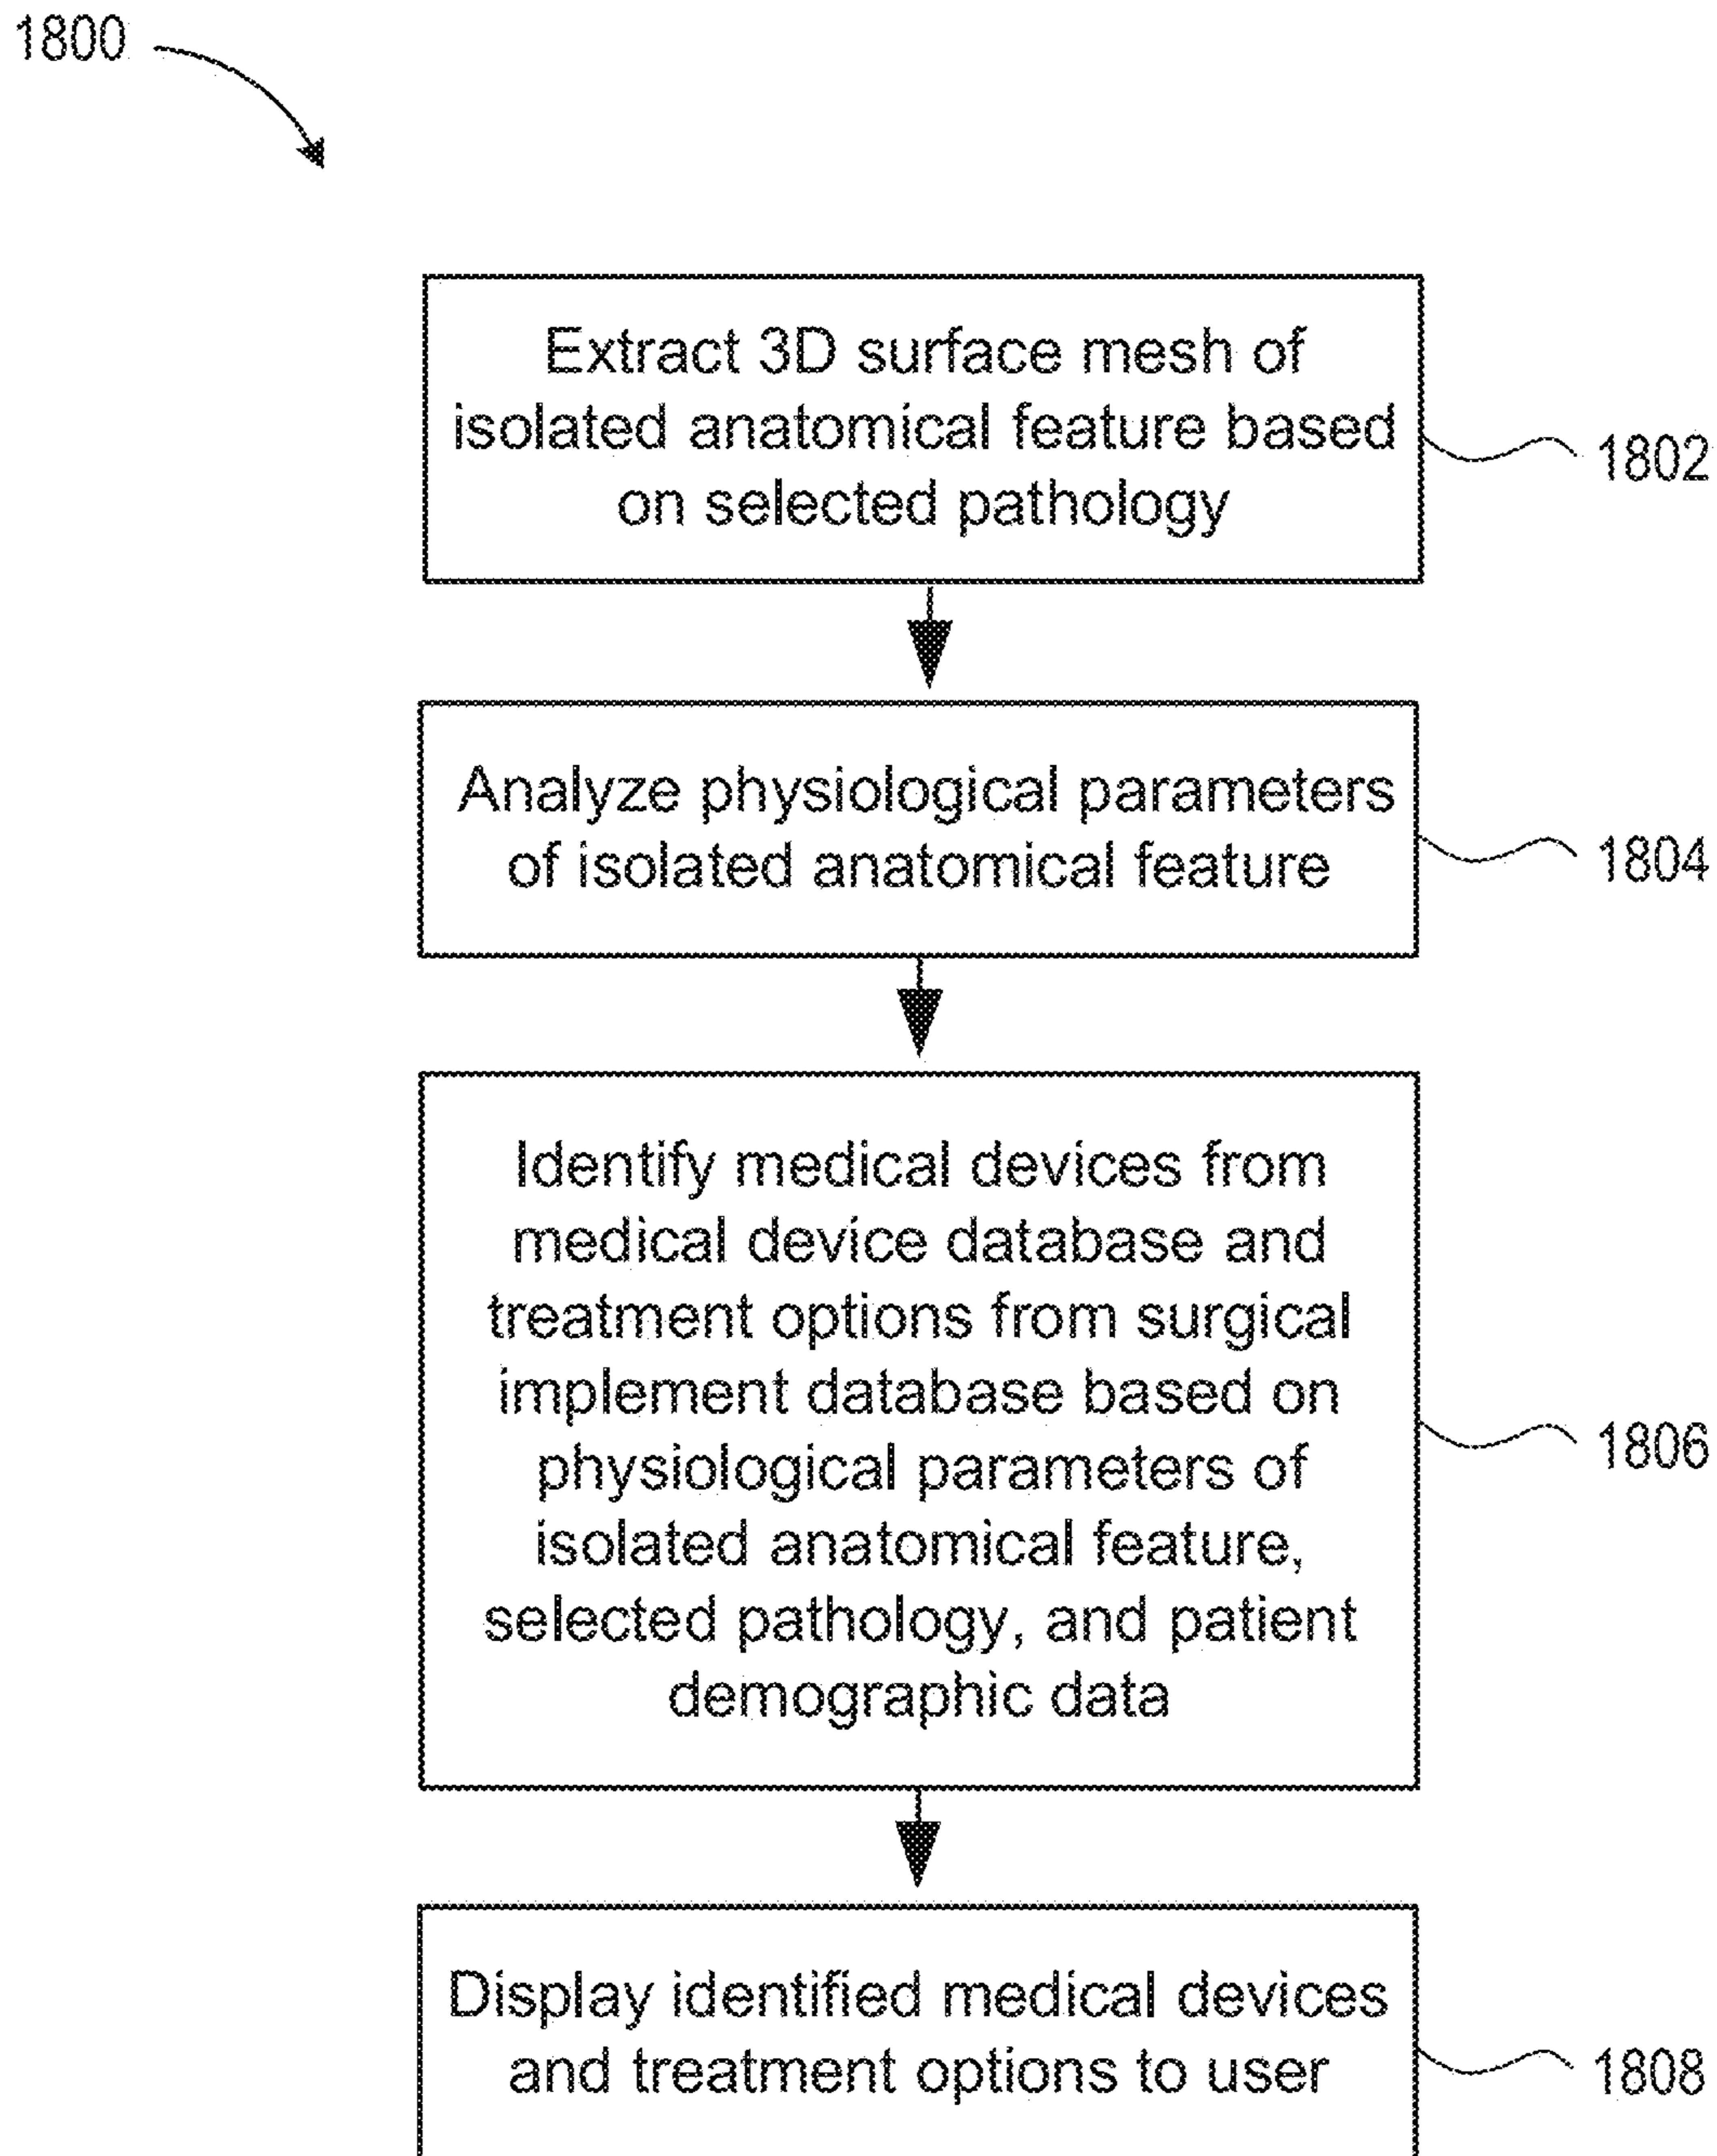 1800
Extract 3D surface mesh of
isolated anatomical feature based
on selected pathology
1802
Analyze physiological parameters
of isolated anatomical feature
1804
Identify medical devices from
medical device database and
treatment options from surgical
implement database based on
physiological parameters of
isolated anatomical feature,
selected pathology, and patient
demographic data
1806
Display identified medical devices
and treatment options to user
1808